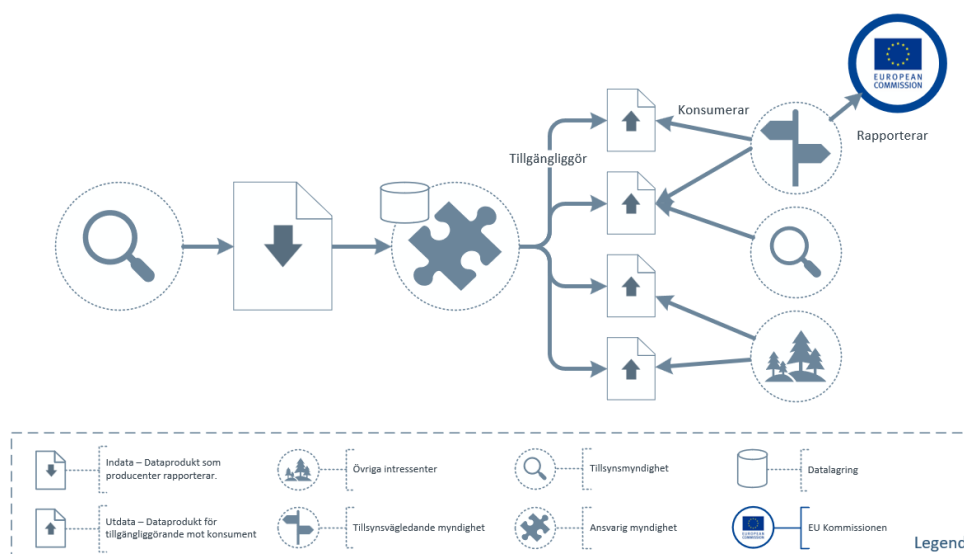 EUROPEAN
COMMISSION
Konsumerar
Rapporterar
Tillgängliggör
Indata – Dataprodukt som
producenter rapporterar.
Övriga intressenter
Tillsynsmyndighet
Datalagring
Utdata – Dataprodukt för
tillgängliggörande mot konsument
Tillsynsvägledande myndighet
Ansvarig myndighet
EUROPEAN
COMMISSION
EU Kommissionen
Legend